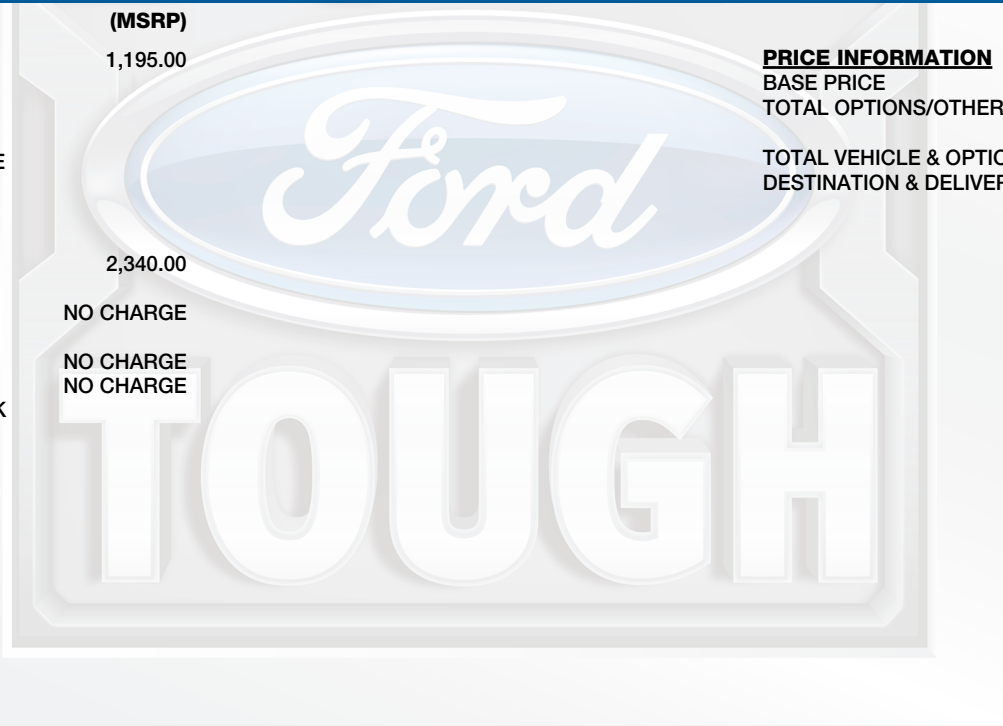 (MSRP)
1,195.00
E
2,340.00
NO CHARGE
NO CHARGE
NO CHARGE
K
PRICE INFORMATION
BASE PRICE
TOTAL OPTIONS/OTHER
TOTAL VEHICLE & OPTIO
DESTINATION & DELIVER
Ford
TOUGH